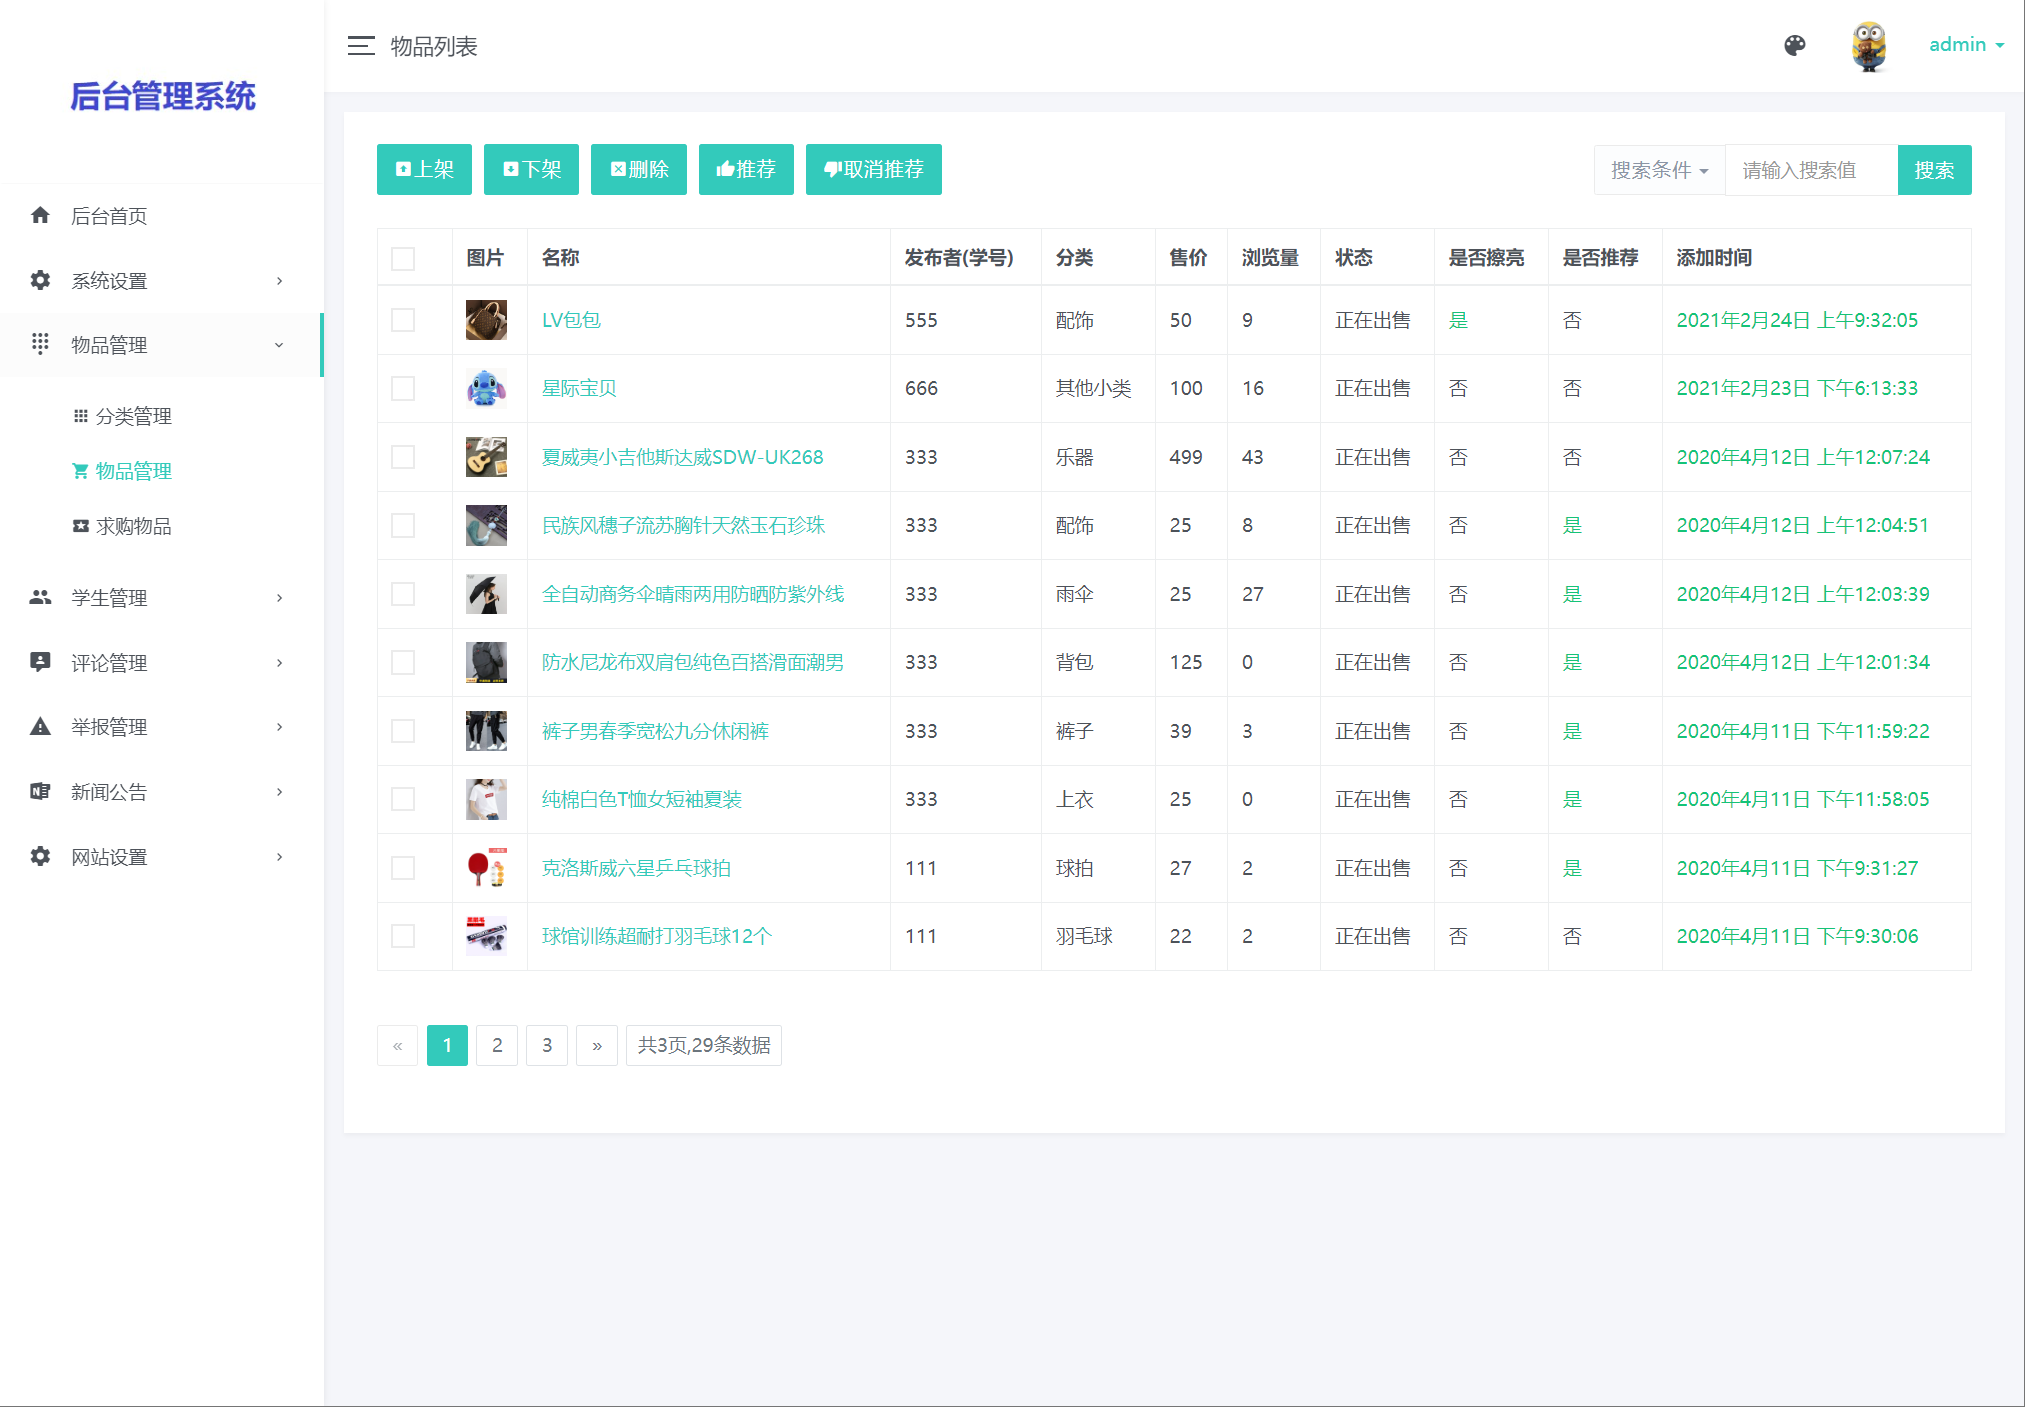 后台管理系统
后台首页
系统设置
物品管理
分类管理
物品管理
求购物品
学生管理
评论管理
举报管理
新闻公告
网站设置
物品列表
admin
上架 下架 删除 推荐 取消推荐
搜索条件 请输入搜索值 搜索
图片 名称 发布者(学号) 分类 售价 浏览量 状态 是否擦亮 是否推荐 添加时间
LV包包 555 配饰 50 9 正在出售 是 否 2021年2月24日 上午9:32:05
星际宝贝 666 其他小类 100 16 正在出售 否 否 2021年2月23日 下午6:13:33
夏威夷小吉他斯达威SDW-UK268 333 乐器 499 43 正在出售 否 否 2020年4月12日 上午12:07:24
民族风穗子流苏胸针天然玉石珍珠 333 配饰 25 8 正在出售 否 是 2020年4月12日 上午12:04:51
全自动商务伞晴雨两用防晒防紫外线 333 雨伞 25 27 正在出售 否 是 2020年4月12日 上午12:03:39
防水尼龙布双肩包纯色百搭滑面潮男 333 背包 125 0 正在出售 否 是 2020年4月12日 上午12:01:34
裤子男春季宽松九分休闲裤 333 裤子 39 3 正在出售 否 是 2020年4月11日 下午11:59:22
纯棉白色T恤女短袖夏装 333 上衣 25 0 正在出售 否 是 2020年4月11日 下午11:58:05
克洛斯威六星乒乓球拍 111 球拍 27 2 正在出售 否 是 2020年4月11日 下午9:31:27
球馆训练超耐打羽毛球12个 111 羽毛球 22 2 正在出售 否 否 2020年4月11日 下午9:30:06
« 1 2 3 » 共3页,29条数据